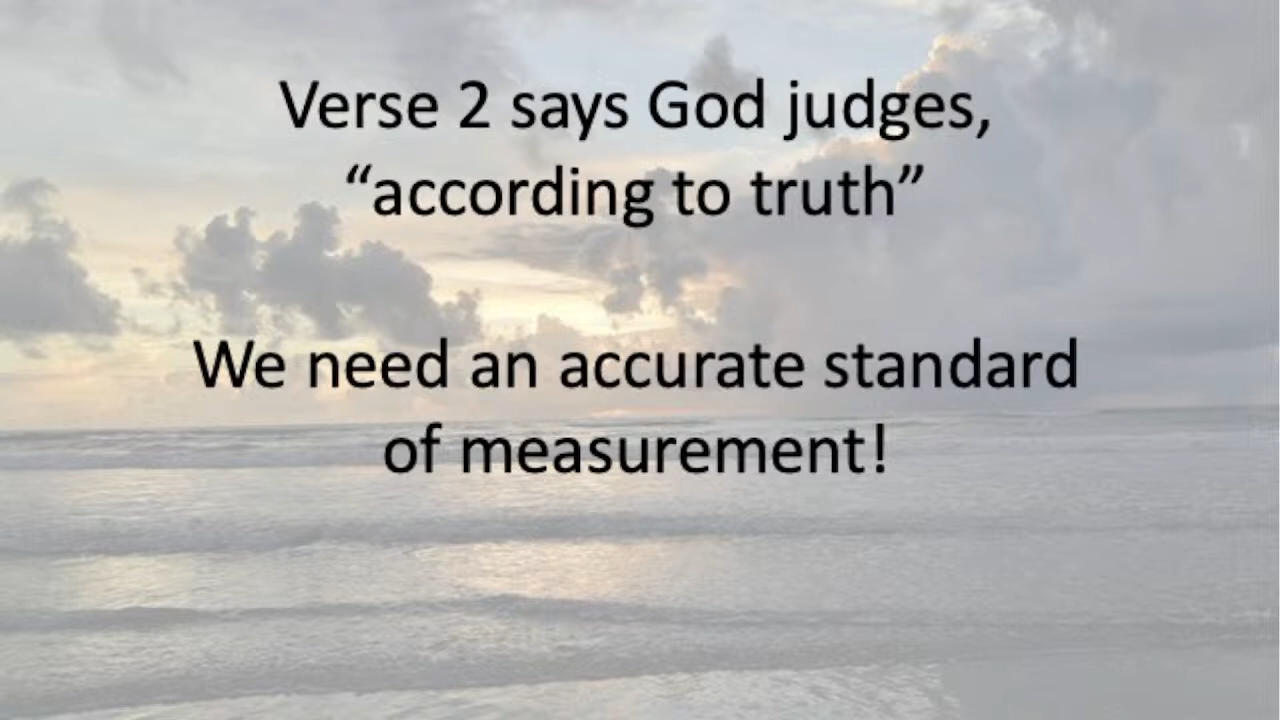 Verse 2 says God judges,
“according to truth”
We need an accurate standard
of measurement!